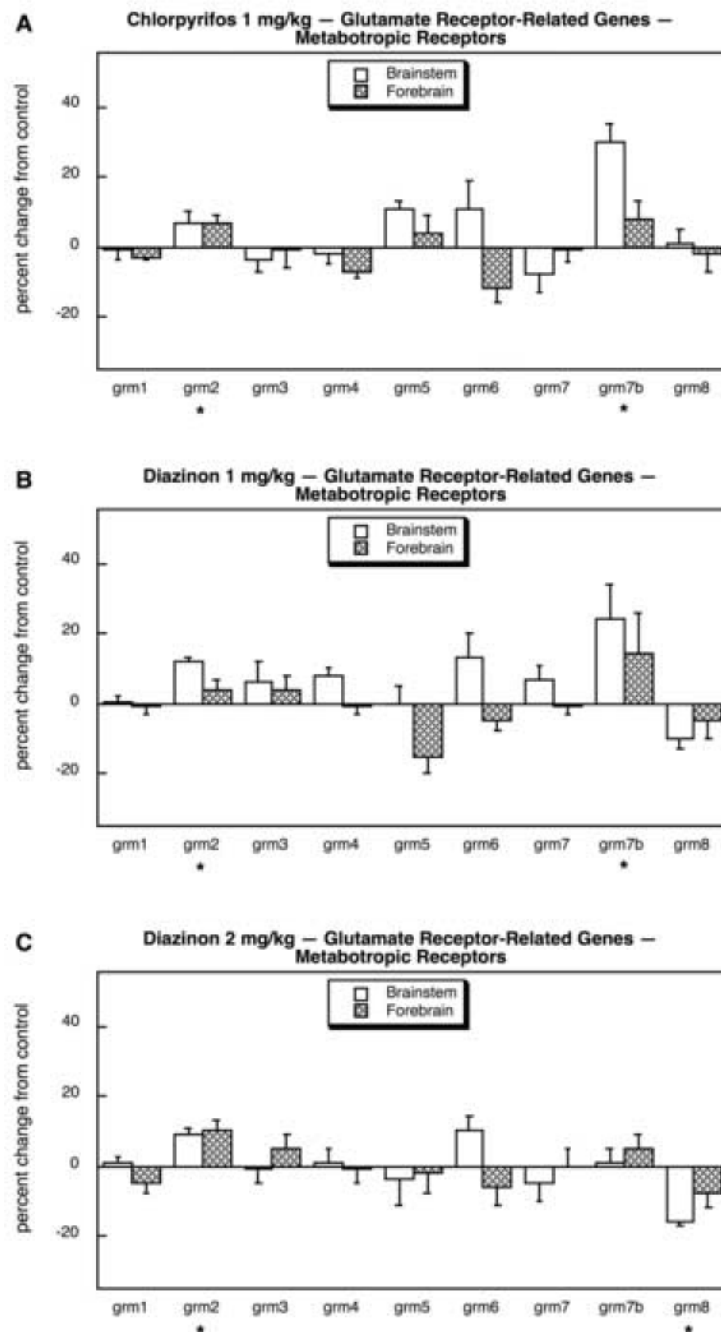 A
Chlorpyrifos 1 mg/kg — Glutamate Receptor-Related Genes —
Metabotropic Receptors
Brainstem
Forebrain
percent change from control
40
20
0
-20
grm1 grm2 grm3 grm4 grm5 grm6 grm7 grm7b grm8
* *
B
Diazinon 1 mg/kg — Glutamate Receptor-Related Genes —
Metabotropic Receptors
Brainstem
Forebrain
percent change from control
40
20
0
-20
grm1 grm2 grm3 grm4 grm5 grm6 grm7 grm7b grm8
* *
C
Diazinon 2 mg/kg — Glutamate Receptor-Related Genes —
Metabotropic Receptors
Brainstem
Forebrain
percent change from control
40
20
0
-20
grm1 grm2 grm3 grm4 grm5 grm6 grm7 grm7b grm8
* *